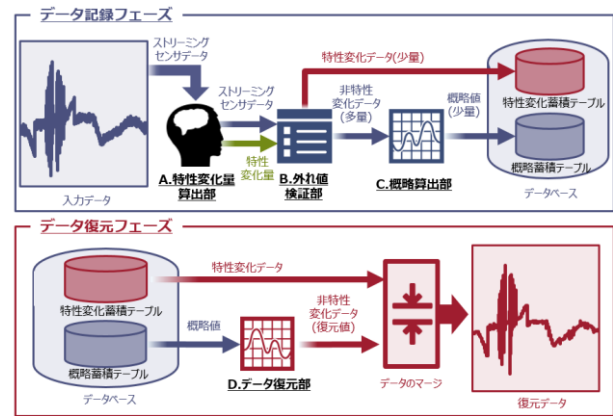 データ記録フェーズ
ストリーミング
センサデータ
入力データ
A.特性変化量
算出部
ストリーミング
センサデータ
特性
変化量
B.外れ値
検証部
特性変化データ(少量)
非特性
変化データ
(多量)
C.概略算出部
概略値
(少量)
特性変化蓄積テーブル
概略蓄積テーブル
データベース
データ復元フェーズ
特性変化蓄積テーブル
概略蓄積テーブル
データベース
特性変化データ
概略値
D.データ復元部
非特性
変化データ
(復元値)
データのマージ
復元データ